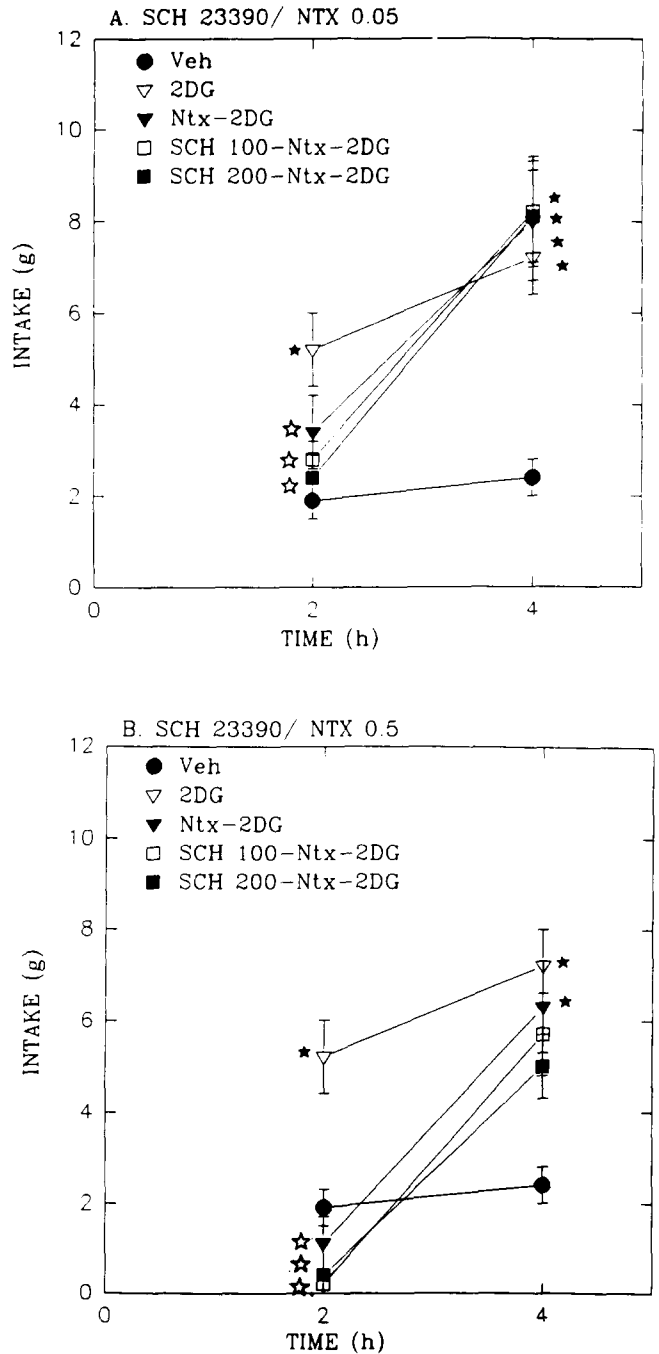 A. SCH 23390/ NTX 0.05
12
10
8
6
4
2
0
INTAKE (g)
Veh
2DG
Ntx-2DG
SCH 100-Ntx-2DG
SCH 200-Ntx-2DG
0
2
4
TIME (h)
B. SCH 23390/ NTX 0.5
12
10
8
6
4
2
0
INTAKE (g)
Veh
2DG
Ntx-2DG
SCH 100-Ntx-2DG
SCH 200-Ntx-2DG
0
2
4
TIME (h)